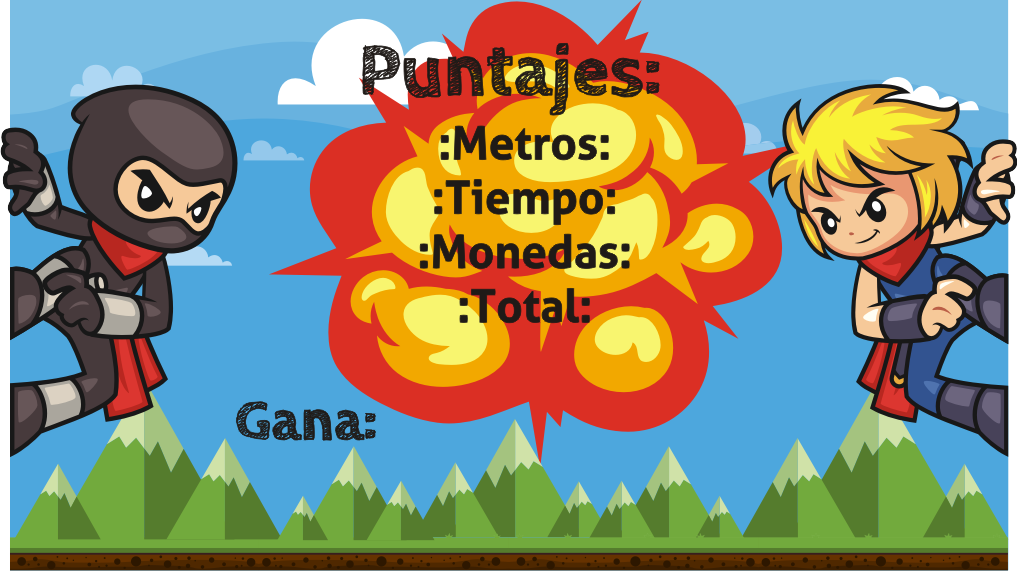 Puntajes:
:Metros:
:Tiempo:
:Monedas:
:Total:
Gana: